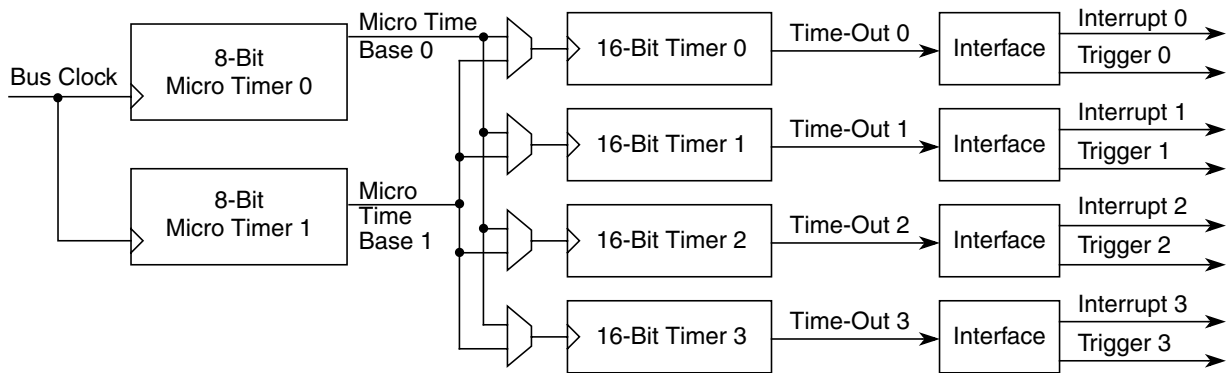 Bus Clock
8-Bit
Micro Timer 0
Micro Time
Base 0
16-Bit Timer 0
Time-Out 0
Interface
Interrupt 0
Trigger 0
16-Bit Timer 1
Time-Out 1
Interface
Interrupt 1
Trigger 1
8-Bit
Micro Timer 1
Micro
Time
Base 1
16-Bit Timer 2
Time-Out 2
Interface
Interrupt 2
Trigger 2
16-Bit Timer 3
Time-Out 3
Interface
Interrupt 3
Trigger 3